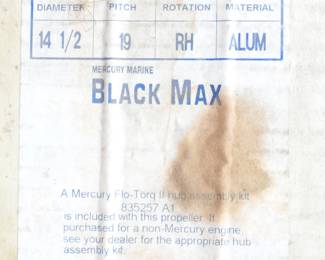 DIAMETER PITCH ROTATION MATERIAL
14 1/2 19 RH ALUM
MERCURY MARINE
BLACK MAX
A Mercury Flo-Torq II hub assembly kit
835257 A1
is included with this propeller. If
purchased for a non-Mercury engine,
see your dealer for the appropriate hub
assembly kit.